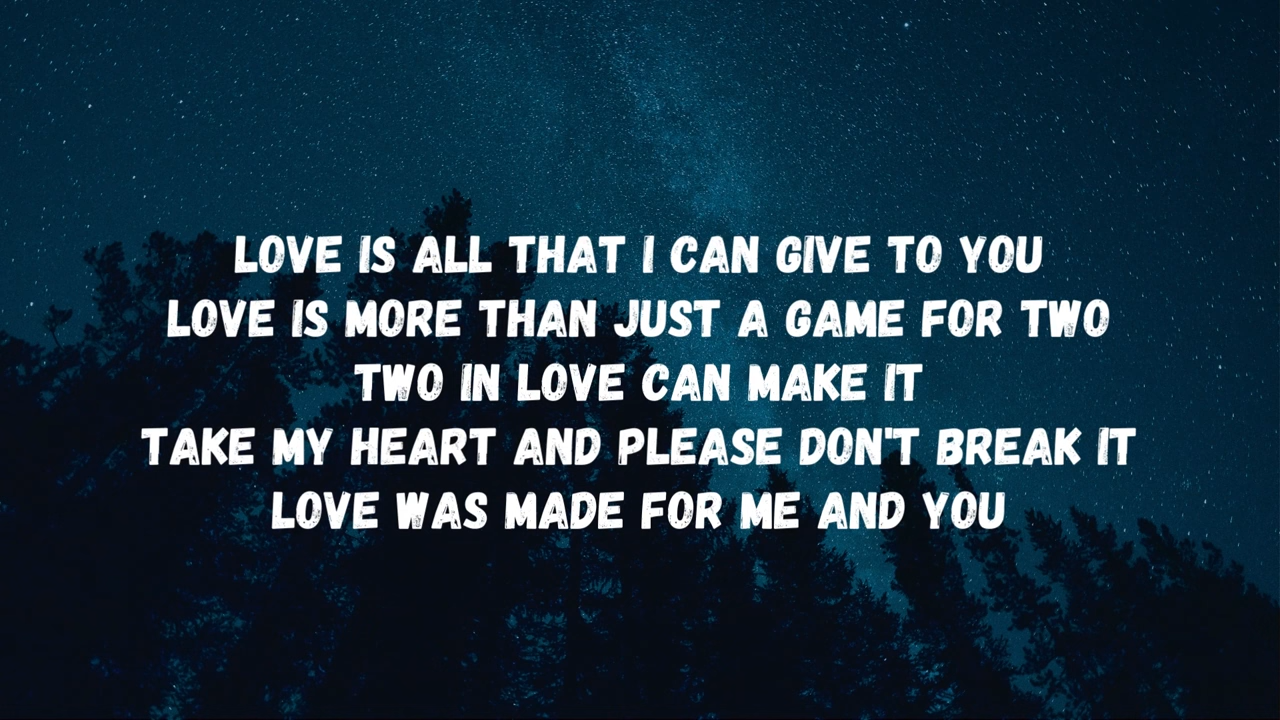 LOVE IS ALL THAT I CAN GIVE TO YOU
LOVE IS MORE THAN JUST A GAME FOR TWO
TWO IN LOVE CAN MAKE IT
TAKE MY HEART AND PLEASE DON'T BREAK IT
LOVE WAS MADE FOR ME AND YOU